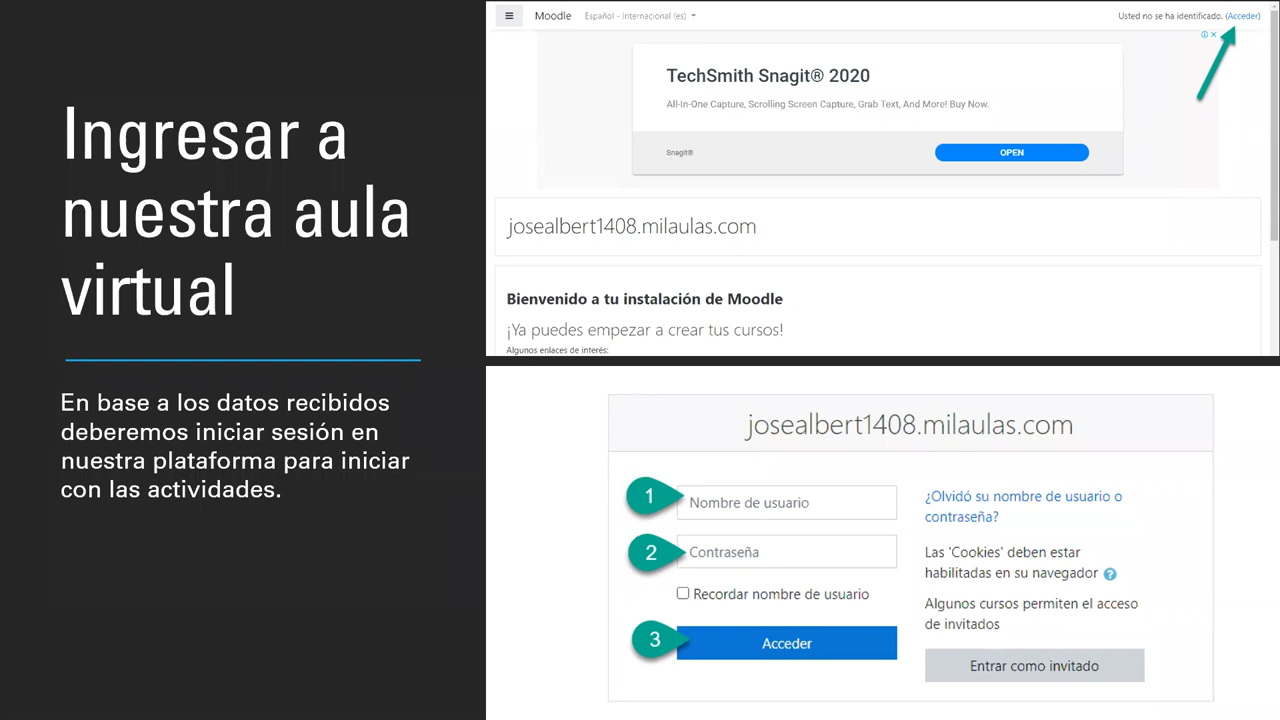 Ingresar a
nuestra aula
virtual
En base a los datos recibidos
deberemos iniciar sesión en
nuestra plataforma para iniciar
con las actividades.
Moodle Español - Internacional (es)
Usted no se ha identificado. (Acceder)
TechSmith Snagit® 2020
All-In-One Capture, Scrolling Screen Capture, Grab Text, And More! Buy Now.
Snagit®
OPEN
josealbert1408.milaulas.com
Bienvenido a tu instalación de Moodle
¡Ya puedes empezar a crear tus cursos!
Algunos enlaces de interés:
josealbert1408.milaulas.com
1
Nombre de usuario
2
Contraseña
Recordar nombre de usuario
3
Acceder
¿Olvidó su nombre de usuario o
contraseña?
Las 'Cookies' deben estar
habilitadas en su navegador ?
Algunos cursos permiten el acceso
de invitados
Entrar como invitado